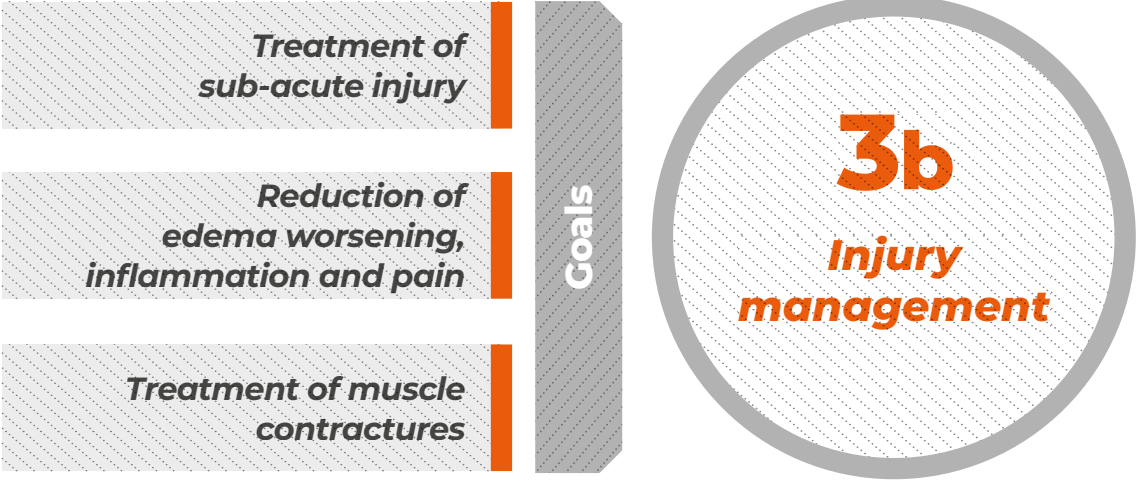 Treatment of
sub-acute injury
Reduction of
edema worsening,
inflammation and pain
Treatment of muscle
contractures
Goals
3b
Injury
management